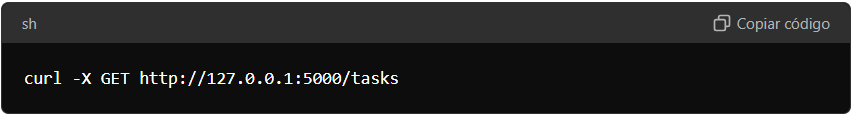 sh
Copiar código
curl -X GET http://127.0.0.1:5000/tasks